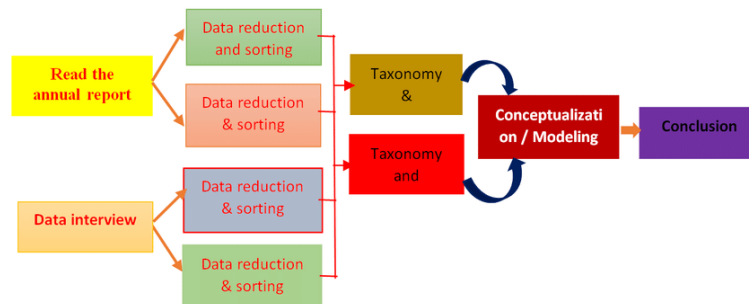 Read the
annual report
Data reduction
and sorting
Data reduction
& sorting
Data interview
Data reduction
& sorting
Data reduction
& sorting
Taxonomy
&
Taxonomy
and
Conceptualizati
on / Modeling
Conclusion